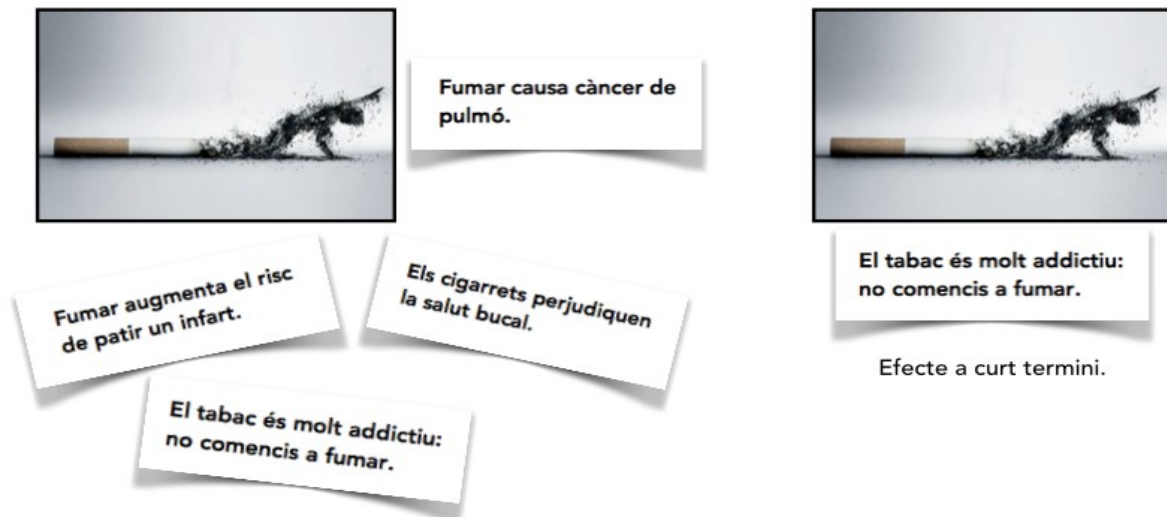 Fumar causa càncer de
pulmó.
Fumar augmenta el risc
de patir un infart.
Els cigarrets perjudiquen
la salut bucal.
El tabac és molt addictiu:
no comencis a fumar.
El tabac és molt addictiu:
no comencis a fumar.
Efecte a curt termini.